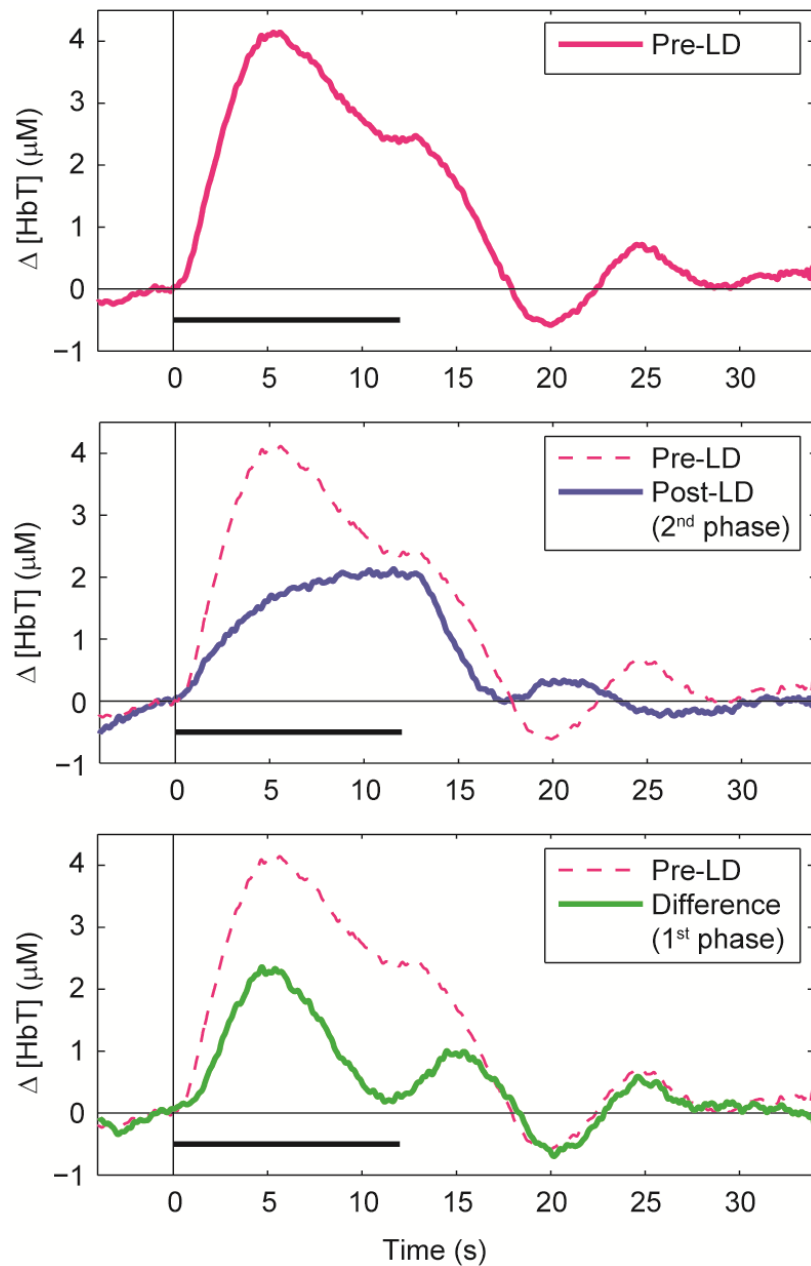 Δ [HbT] (μM)
4
3
2
1
0
−1
Pre-LD
0 5 10 15 20 25 30
Δ [HbT] (μM)
4
3
2
1
0
−1
Pre-LD
Post-LD
(2nd phase)
0 5 10 15 20 25 30
Δ [HbT] (μM)
4
3
2
1
0
−1
Pre-LD
Difference
(1st phase)
0 5 10 15 20 25 30
Time (s)